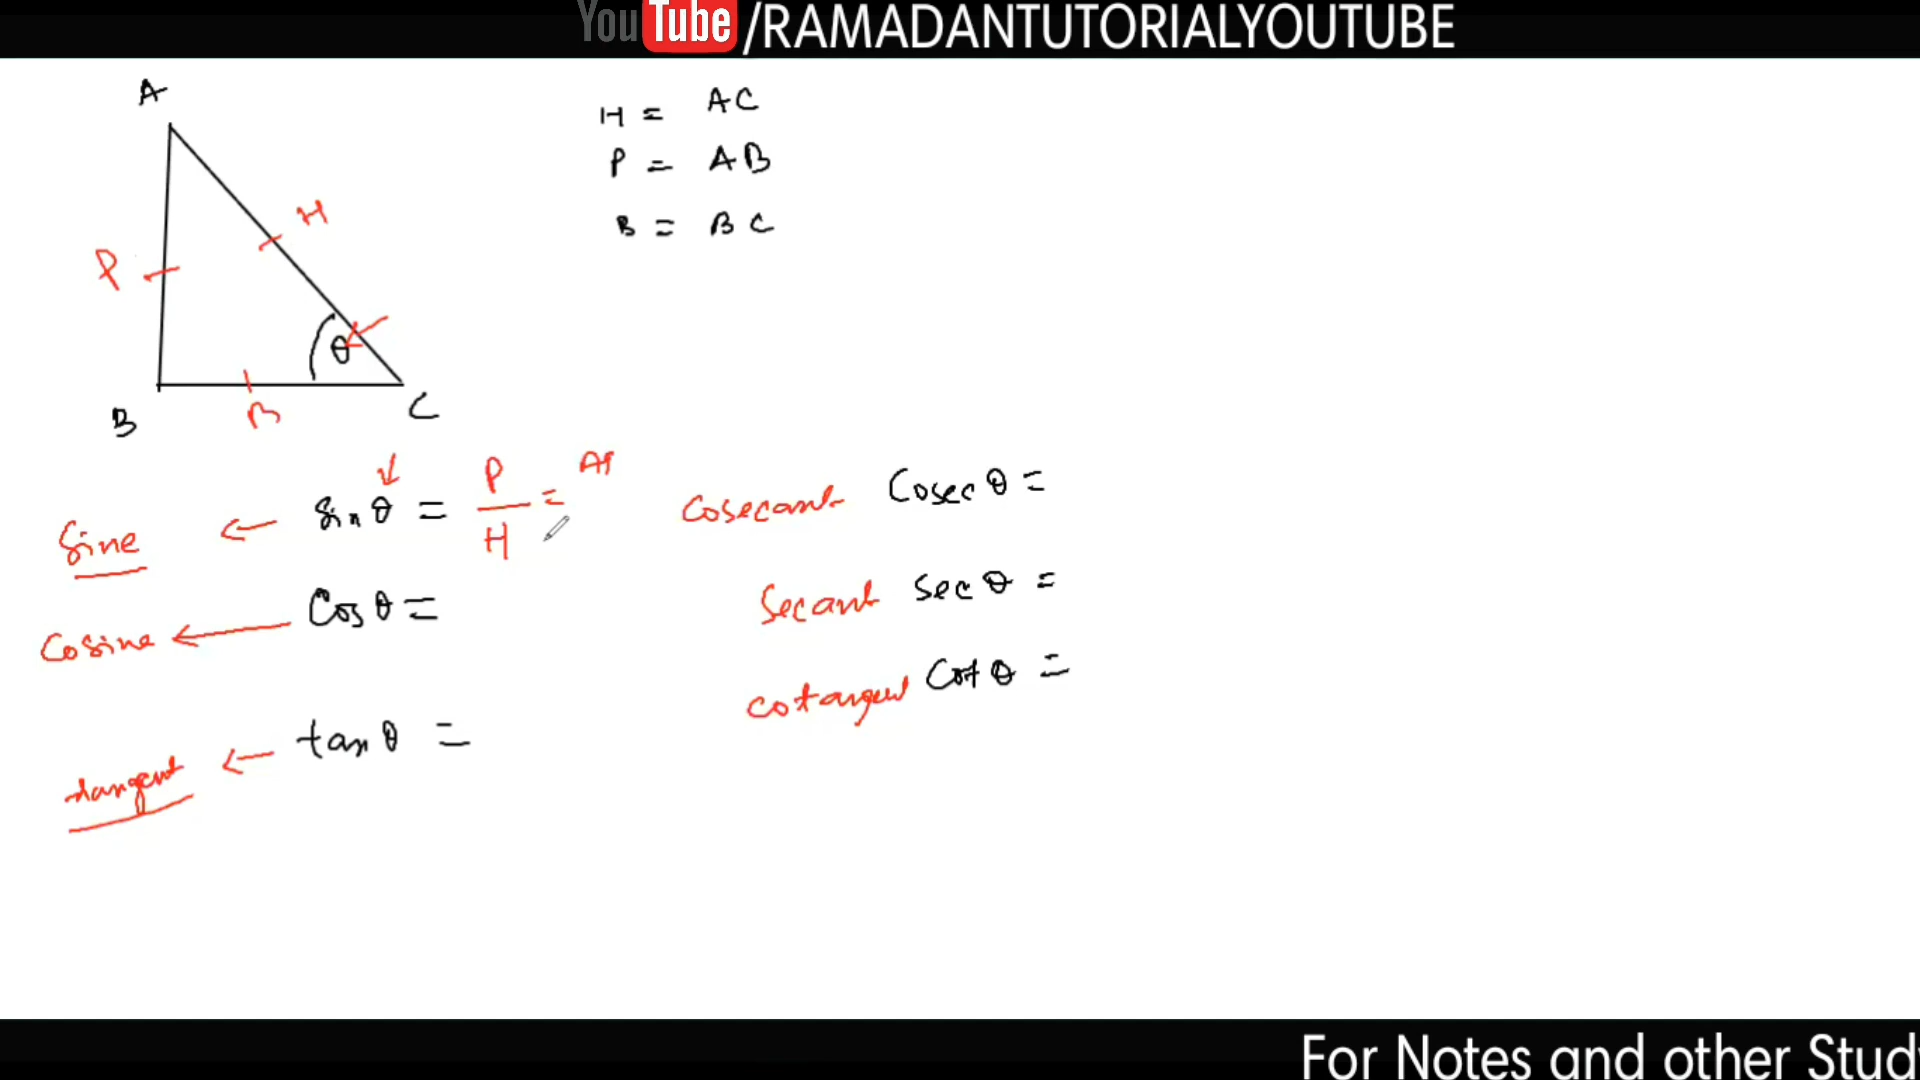 YouTube/RAMADANTUTORIALYOUTUBE
A
H = AC
P = AB
B = BC
H
P
θ
B
B
C
Sine ← sin θ = P/H = A
Cosine ← Cos θ =
tangent ← tan θ =
Cosecant Cosec θ =
Secant sec θ =
cotangent Cot θ =
For Notes and other Stud